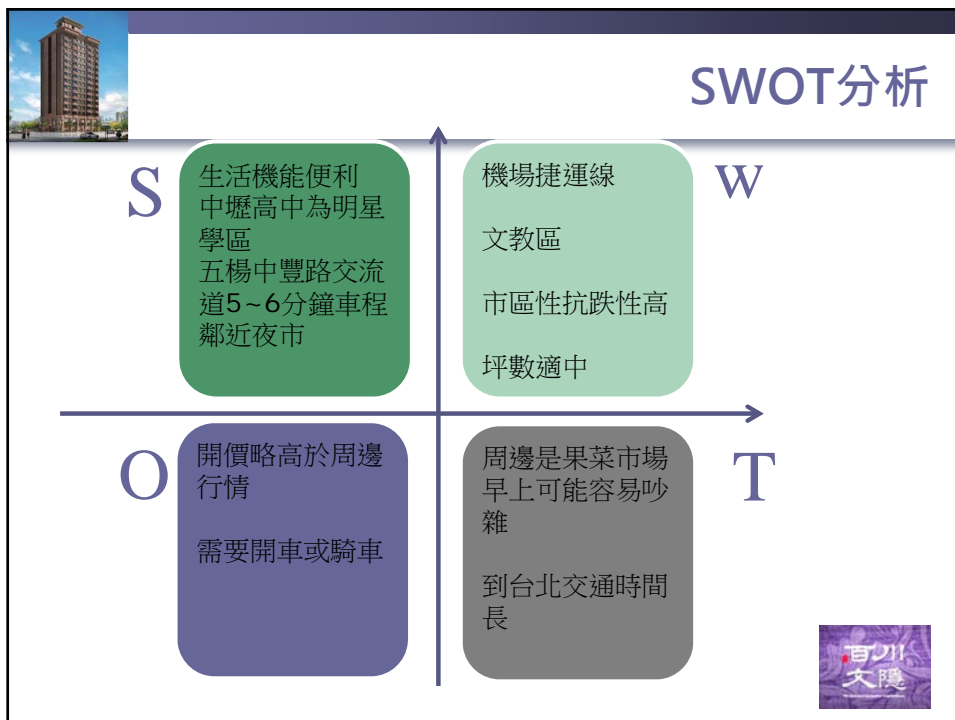 SWOT分析
S
生活機能便利
中壢高中為明星
學區
五楊中豐路交流
道5~6分鐘車程
鄰近夜市
機場捷運線
文教區
市區性抗跌性高
坪數適中
W
O
開價略高於周邊
行情
需要開車或騎車
周邊是果菜市場
早上可能容易吵
雜
到台北交通時間
長
T
百川
文隱